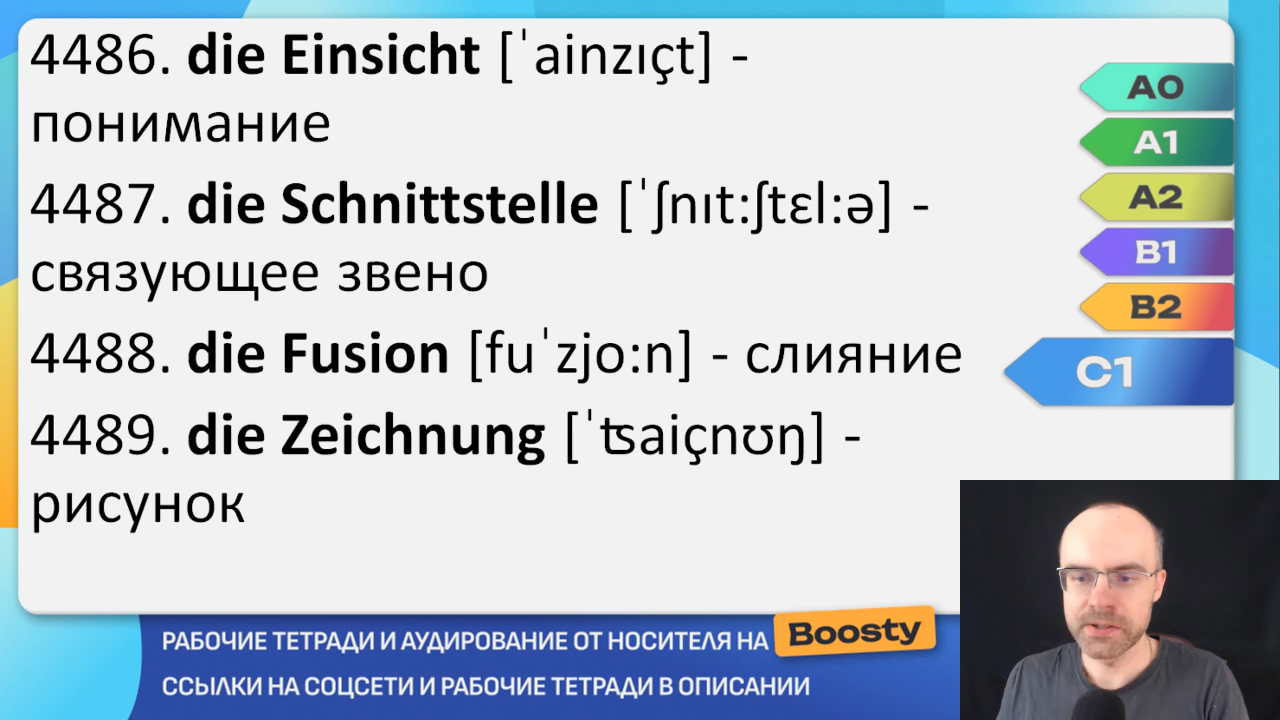 4486. die Einsicht [ˈainzıçt] -
понимание
4487. die Schnittstelle [ˈʃnıt:ʃtɛl:ə] -
связующее звено
4488. die Fusion [fuˈzjo:n] - слияние
4489. die Zeichnung [ˈʦaiçnʊŋ] -
рисунок
A0
A1
A2
B1
B2
C1
РАБОЧИЕ ТЕТРАДИ И АУДИРОВАНИЕ ОТ НОСИТЕЛЯ НА Boosty
ССЫЛКИ НА СОЦСЕТИ И РАБОЧИЕ ТЕТРАДИ В ОПИСАНИИ